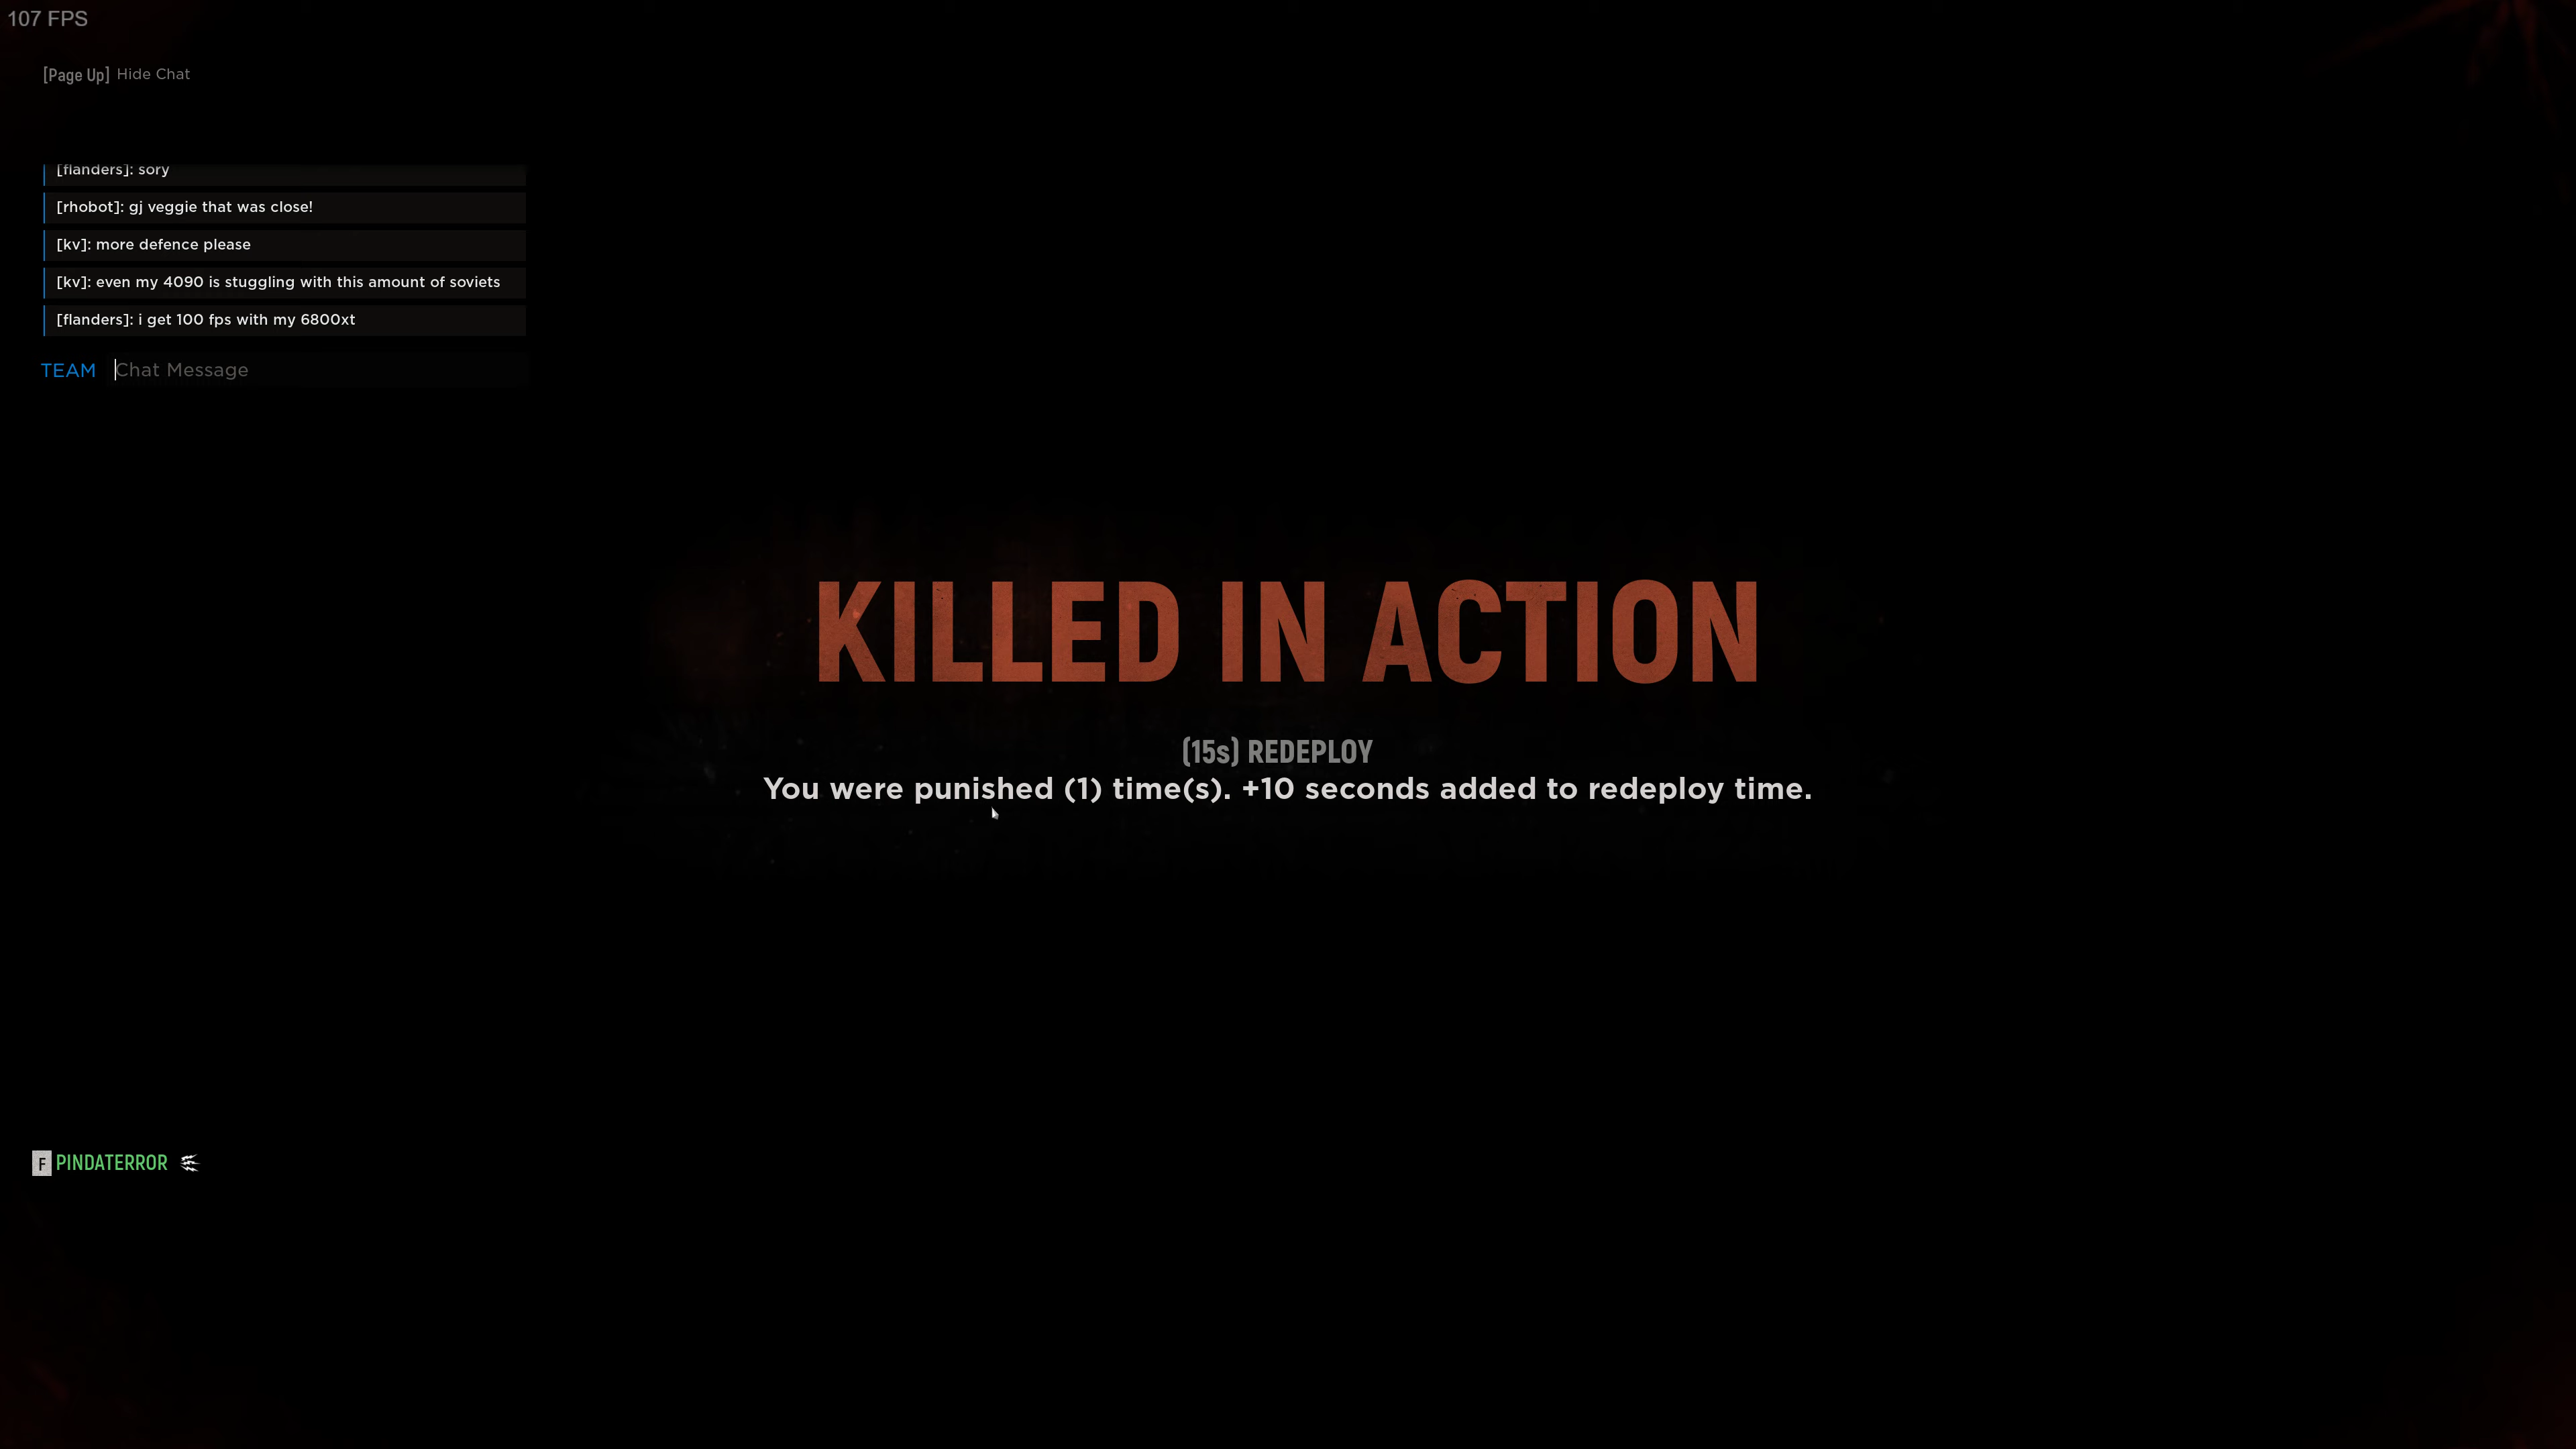 107 FPS
[Page Up] Hide Chat
[flanders]: sory
[rhobot]: gj veggie that was close!
[kv]: more defence please
[kv]: even my 4090 is stuggling with this amount of soviets
[flanders]: i get 100 fps with my 6800xt
TEAM Chat Message
KILLED IN ACTION
(15s) REDEPLOY
You were punished (1) time(s). +10 seconds added to redeploy time.
F PINDATERROR